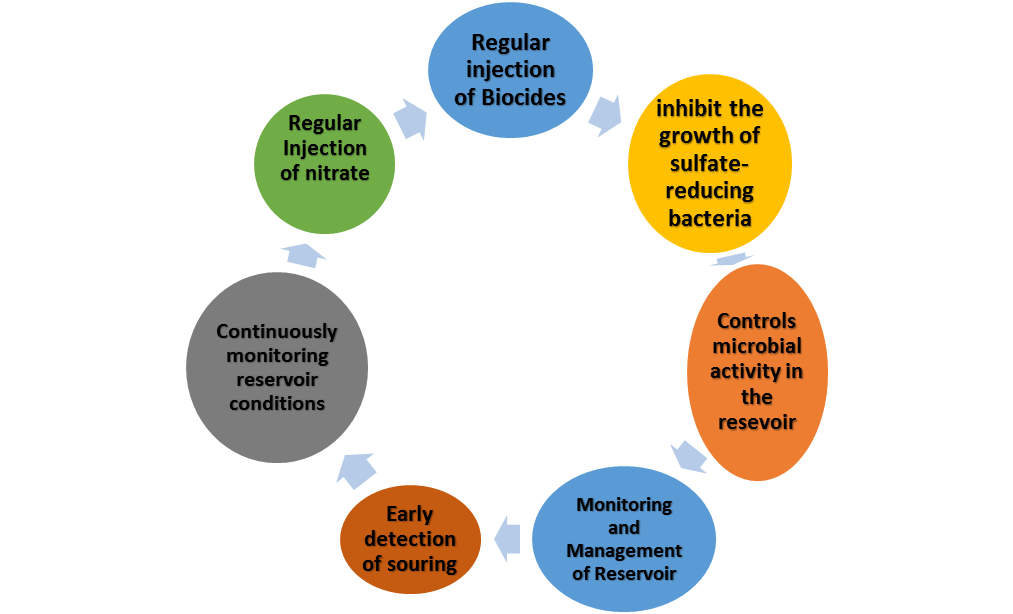 Regular
injection
of Biocides
inhibit the
growth of
sulfate-
reducing
bacteria
Controls
microbial
activity in
the
resevoir
Monitoring
and
Management
of Reservoir
Early
detection
of souring
Continuously
monitoring
reservoir
conditions
Regular
Injection
of nitrate